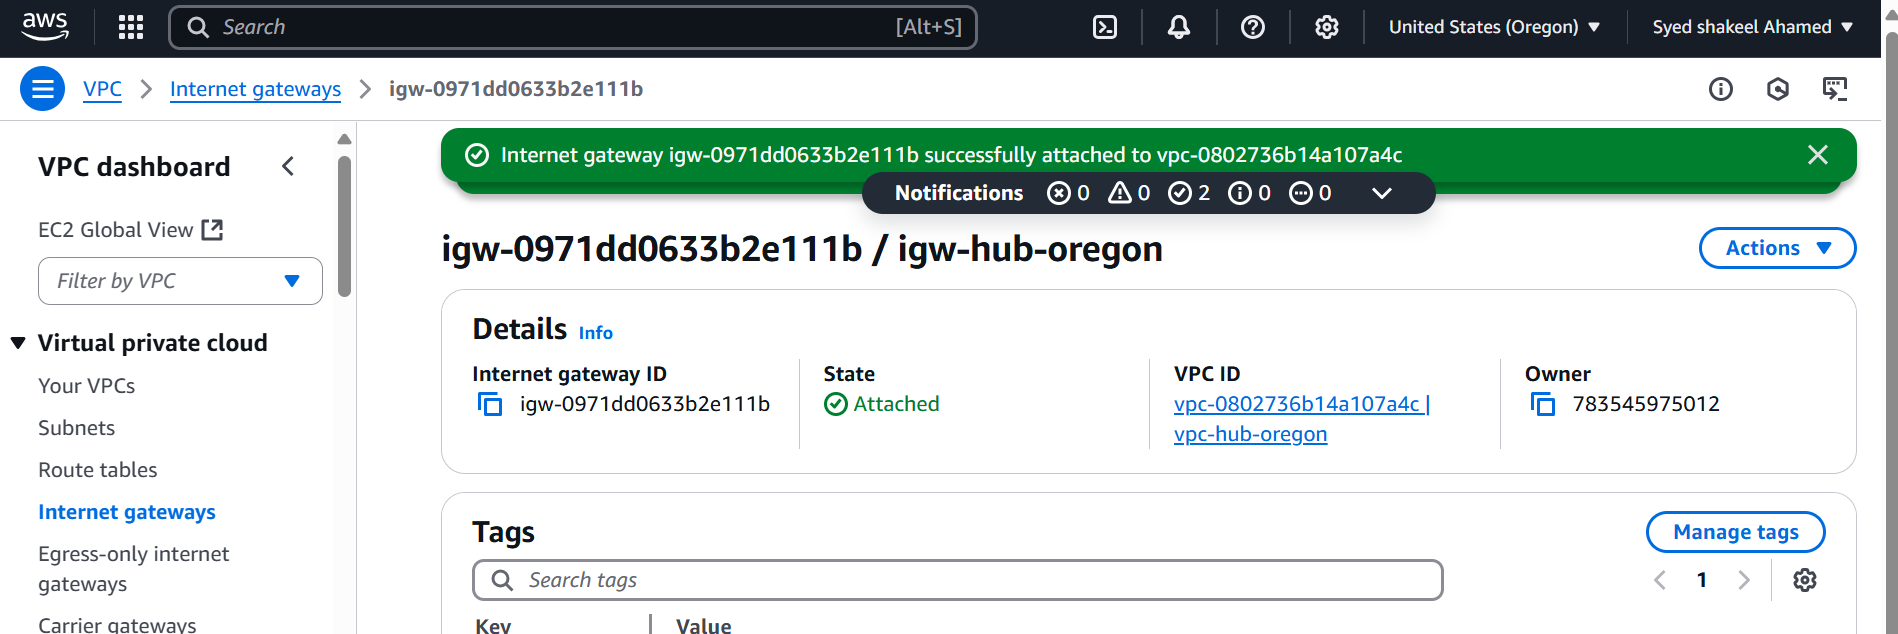 aws
Search [Alt+S] United States (Oregon) Syed shakeel Ahamed
VPC Internet gateways igw-0971dd0633b2e111b
VPC dashboard
EC2 Global View
Filter by VPC
Virtual private cloud
Your VPCs
Subnets
Route tables
Internet gateways
Egress-only internet
gateways
Carrier gateways
Internet gateway igw-0971dd0633b2e111b successfully attached to vpc-0802736b14a107a4c
Notifications 0 0 2 0 0
igw-0971dd0633b2e111b / igw-hub-oregon
Actions
Details Info
Internet gateway ID
igw-0971dd0633b2e111b
State
Attached
VPC ID
vpc-0802736b14a107a4c |
vpc-hub-oregon
Owner
783545975012
Tags
Manage tags
Search tags
1
Key Value